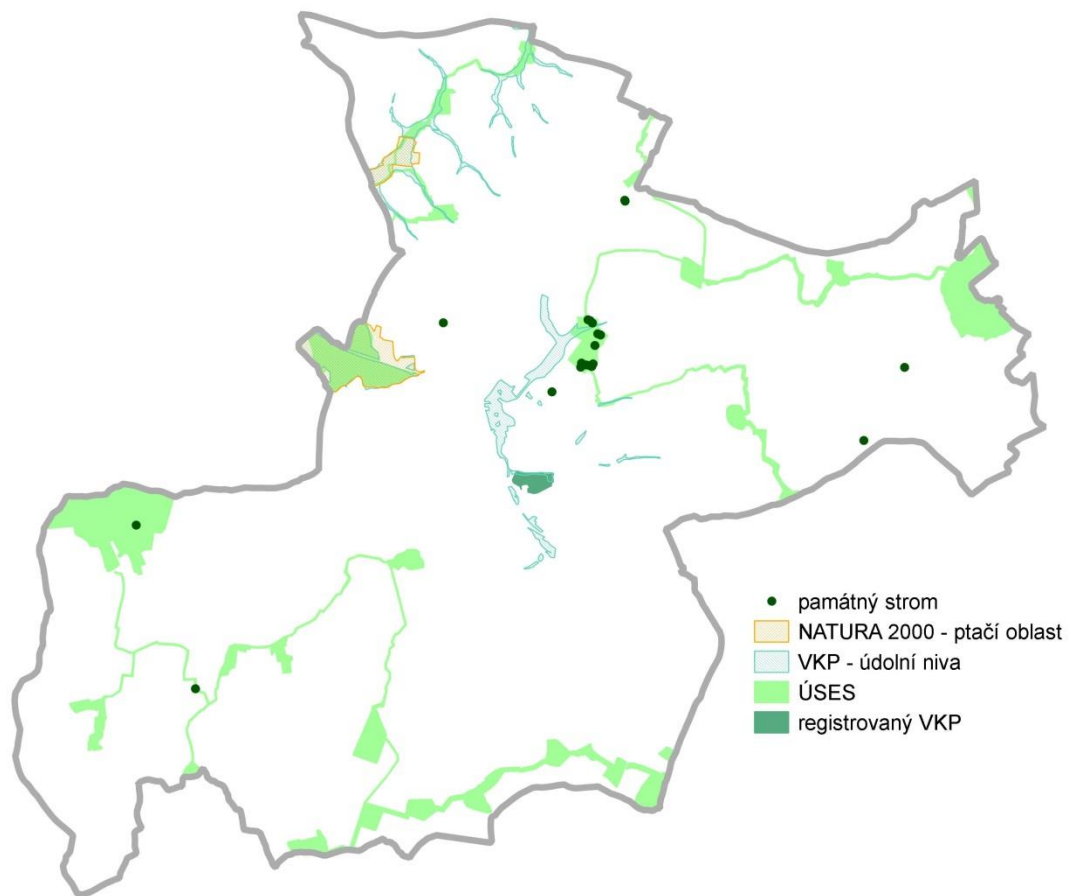 památný strom
NATURA 2000 - ptačí oblast
VKP - údolní niva
ÚSES
registrovaný VKP